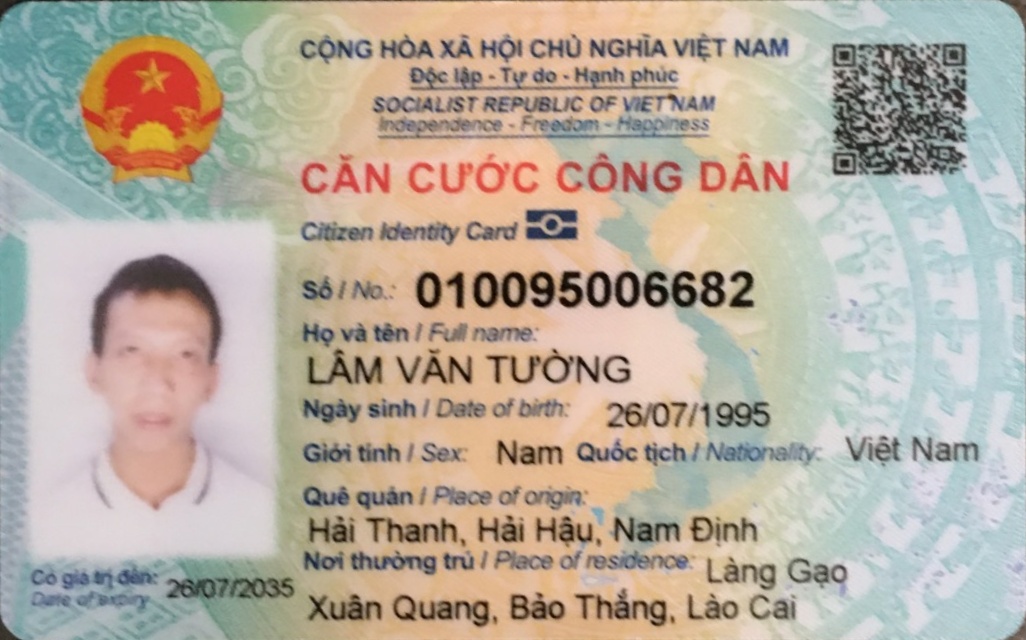 CỘNG HÒA XÃ HỘI CHỦ NGHĨA VIỆT NAM
Độc lập - Tự do - Hạnh phúc
SOCIALIST REPUBLIC OF VIET NAM
Independence - Freedom - Happiness
CĂN CƯỚC CÔNG DÂN
Citizen Identity Card
Số / No.: 010095006682
Họ và tên / Full name:
LÂM VĂN TƯỜNG
Ngày sinh / Date of birth: 26/07/1995
Giới tính / Sex: Nam Quốc tịch / Nationality: Việt Nam
Quê quán / Place of origin:
Hải Thanh, Hải Hậu, Nam Định
Nơi thường trú / Place of residence: Làng Gạo
Xuân Quang, Bảo Thắng, Lào Cai
Có giá trị đến: 26/07/2035
Date of expiry